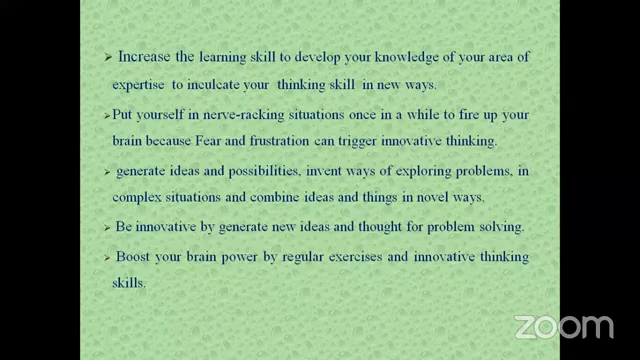 ➢ Increase the learning skill to develop your knowledge of your area of
expertise to inculcate your thinking skill in new ways.
➢ Put yourself in nerve-racking situations once in a while to fire up your
brain because Fear and frustration can trigger innovative thinking.
➢ generate ideas and possibilities, invent ways of exploring problems, in
complex situations and combine ideas and things in novel ways.
➢ Be innovative by generate new ideas and thought for problem solving.
➢ Boost your brain power by regular exercises and innovative thinking
skills.
zoom